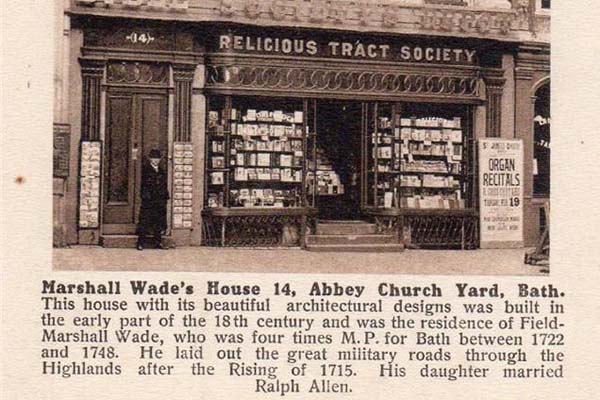 (14)
RELIGIOUS TRACT SOCIETY
ORGAN
RECITALS
19
Marshall Wade's House 14, Abbey Church Yard, Bath.
This house with its beautiful architectural designs was built in
the early part of the 18th century and was the residence of Field-
Marshall Wade, who was four times M.P. for Bath between 1722
and 1748. He laid out the great military roads through the
Highlands after the Rising of 1715. His daughter married
Ralph Allen.